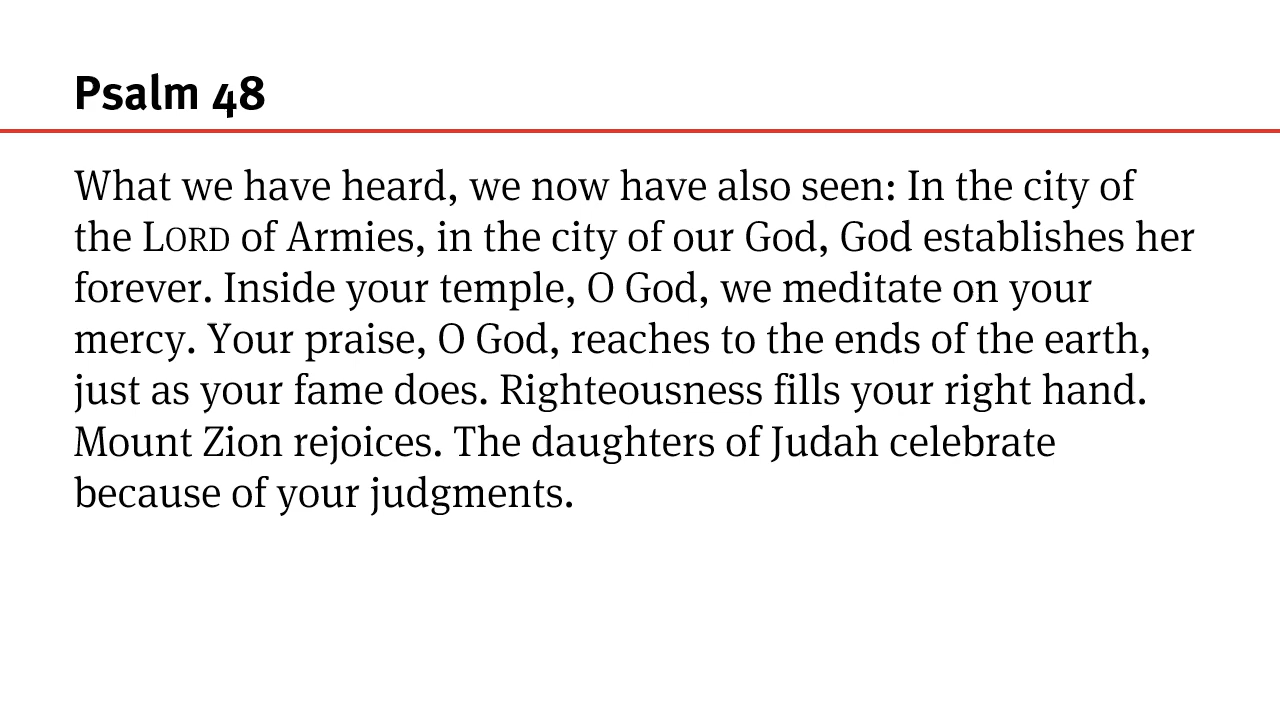 Psalm 48
What we have heard, we now have also seen: In the city of
the LORD of Armies, in the city of our God, God establishes her
forever. Inside your temple, O God, we meditate on your
mercy. Your praise, O God, reaches to the ends of the earth,
just as your fame does. Righteousness fills your right hand.
Mount Zion rejoices. The daughters of Judah celebrate
because of your judgments.